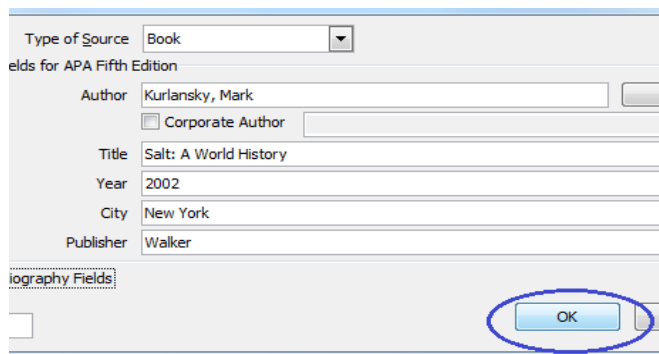 Type of Source Book
elds for APA Fifth Edition
Author Kurlansky, Mark
Corporate Author
Title Salt: A World History
Year 2002
City New York
Publisher Walker
iography Fields
OK